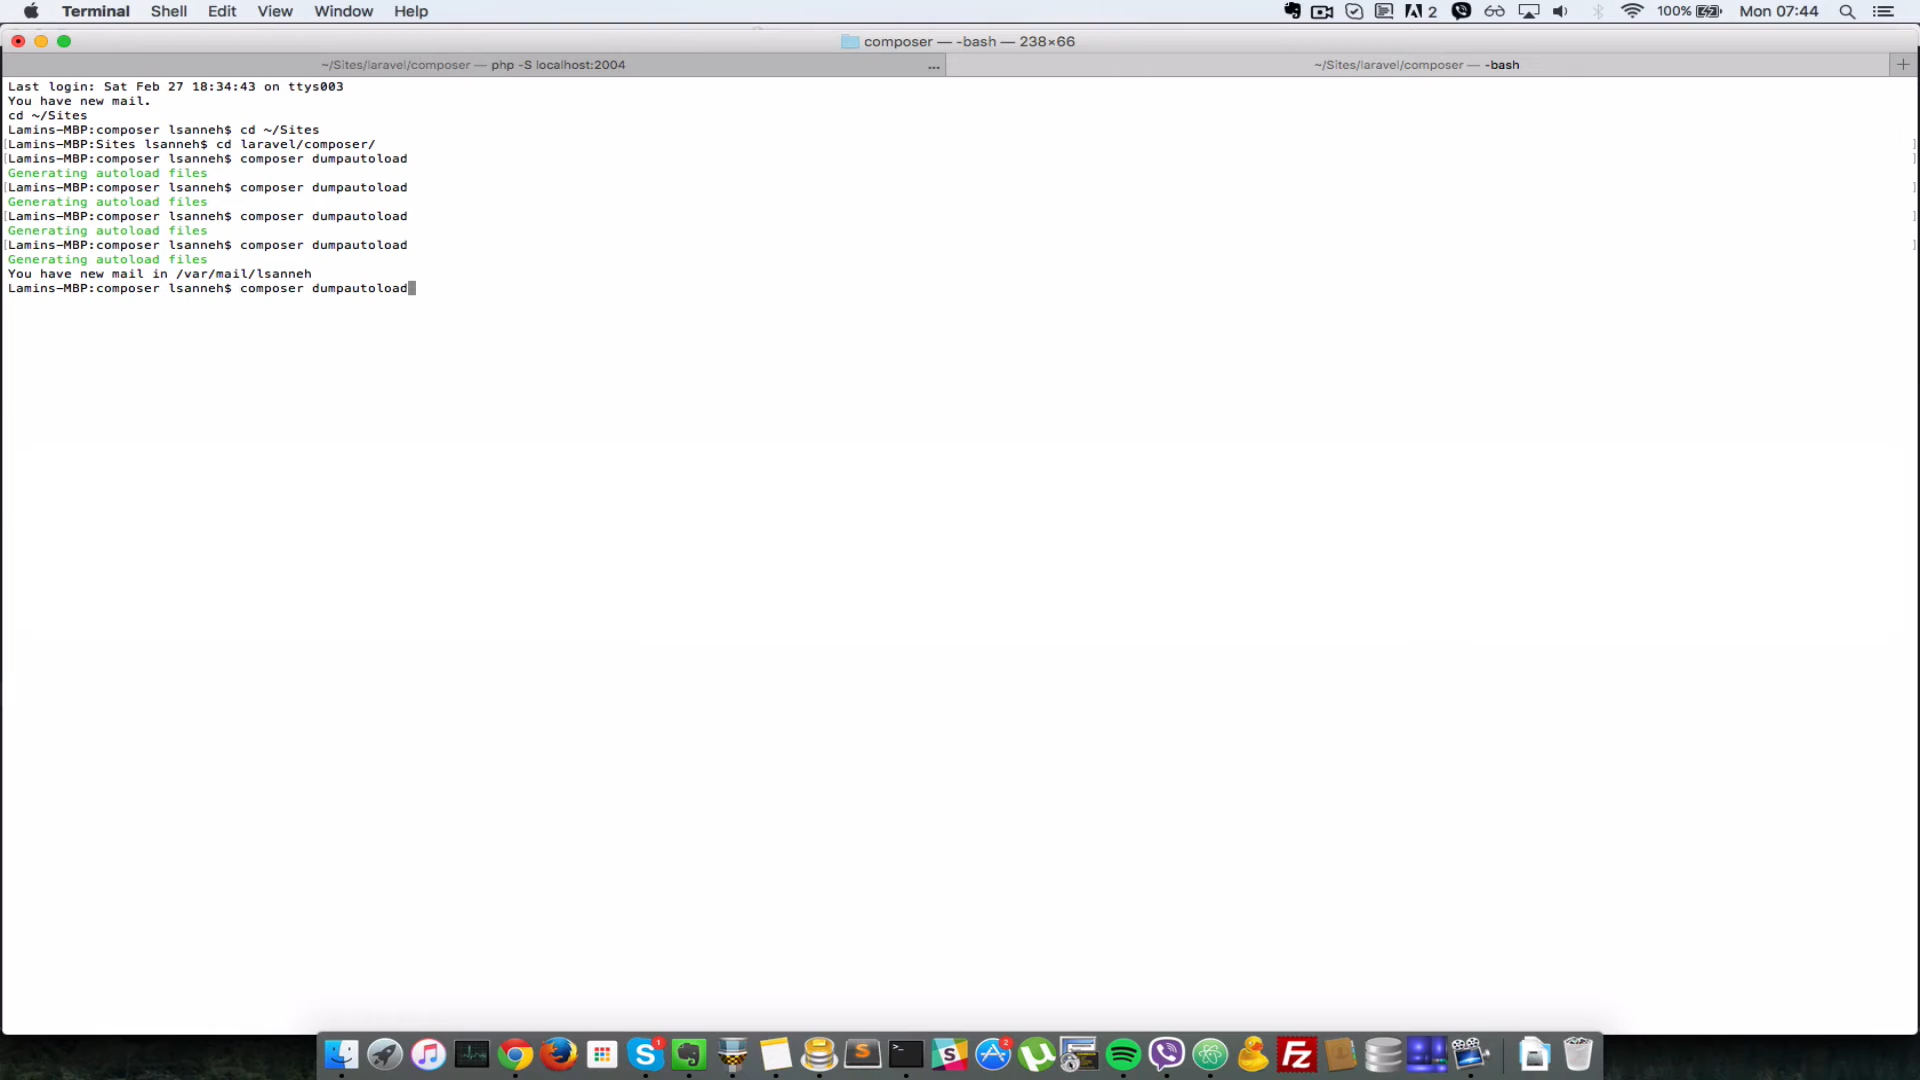 Terminal Shell Edit View Window Help 2 100% Mon 07:44
composer — -bash — 238×66
~/Sites/laravel/composer — php -S localhost:2004 ... ~/Sites/laravel/composer — -bash +
Last login: Sat Feb 27 18:34:43 on ttys003
You have new mail.
cd ~/Sites
Lamins-MBP:composer lsanneh$ cd ~/Sites
[Lamins-MBP:Sites lsanneh$ cd laravel/composer/ ]
[Lamins-MBP:composer lsanneh$ composer dumpautoload ]
Generating autoload files
[Lamins-MBP:composer lsanneh$ composer dumpautoload ]
Generating autoload files
[Lamins-MBP:composer lsanneh$ composer dumpautoload ]
Generating autoload files
[Lamins-MBP:composer lsanneh$ composer dumpautoload ]
Generating autoload files
You have new mail in /var/mail/lsanneh
Lamins-MBP:composer lsanneh$ composer dumpautoload
1 2